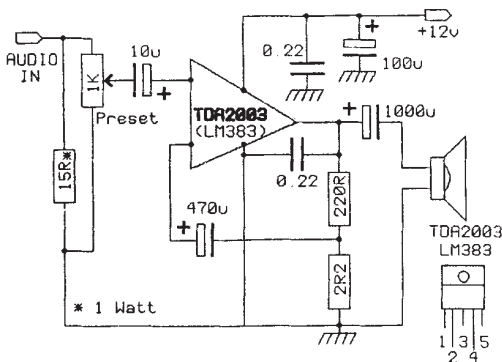 +12v
AUDIO
IN
10u
+
1K
Preset
0.22
+
100u
TDA2003
(LM383)
+
1000u
15R*
0.22
220R
470u
+
2R2
* 1 Watt
TDA2003
LM383
1 3 5
2 4